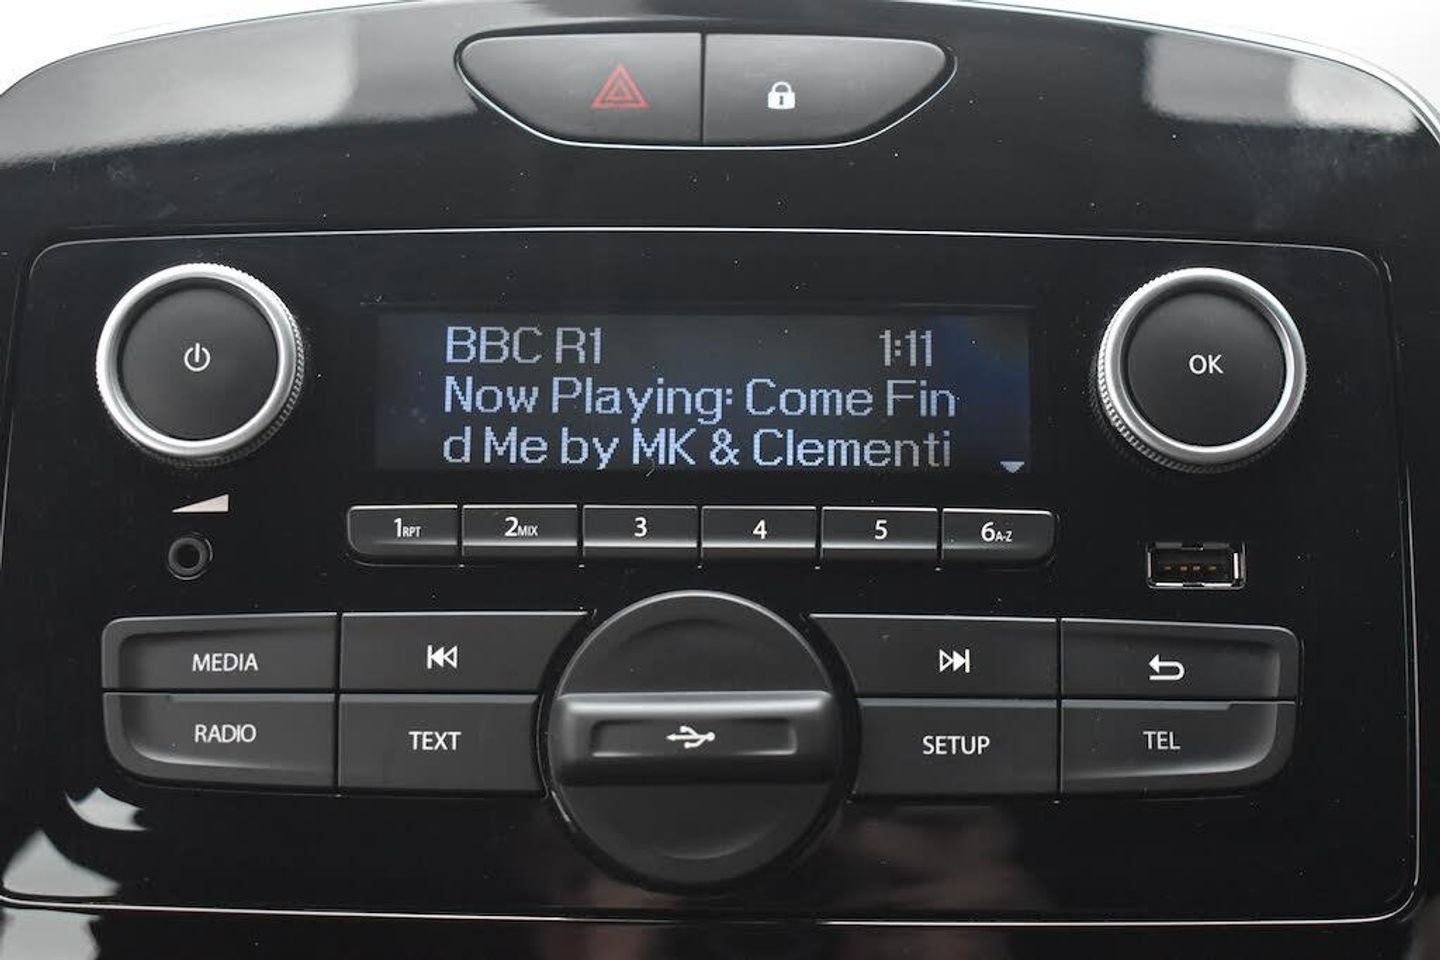 BBC R1 1:11
Now Playing: Come Fin
d Me by MK & Clementi
1RPT 2MIX 3 4 5 6A-Z
MEDIA
RADIO TEXT SETUP TEL
OK